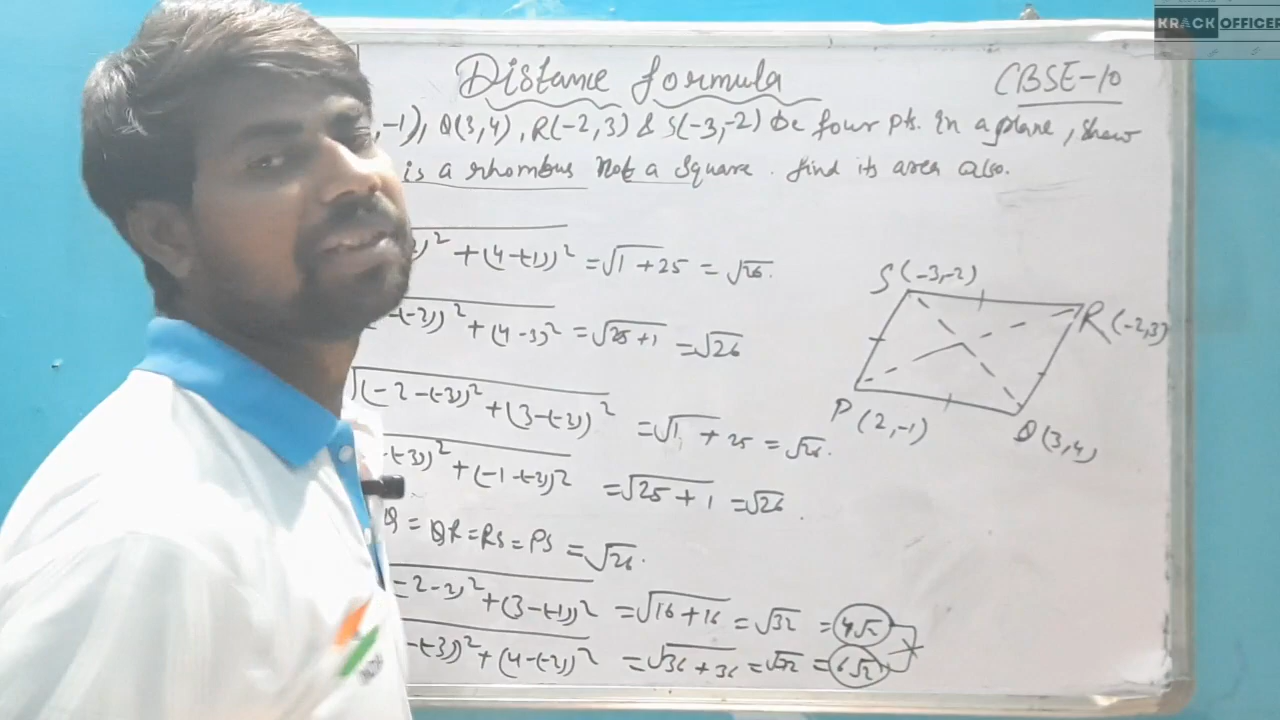 KRACK OFFICER
Distance formula
CBSE-10
,-1), Q(3,4), R(-2,3) & S(-3,-2) be four pts. in a plane, show
is a rhombus Not a square. find its area also.
)² + (4-(-1))² = √1+25 = √26.
-(-2))² + (4-3)² = √25+1 = √26
√(-2-(-3))² + (3-(-2))² = √1+25 = √26.
-(-3))² + (-1-(-2))² = √25+1 = √26.
Q = QR = RS = PS = √26.
-2-2)² + (3-(-1))² = √16+16 = √32 = 4√2
-(-3))² + (4-(-2))² = √36+36 = √72 = 6√2
S(-3,-2)
R(-2,3)
P(2,-1)
Q(3,4)